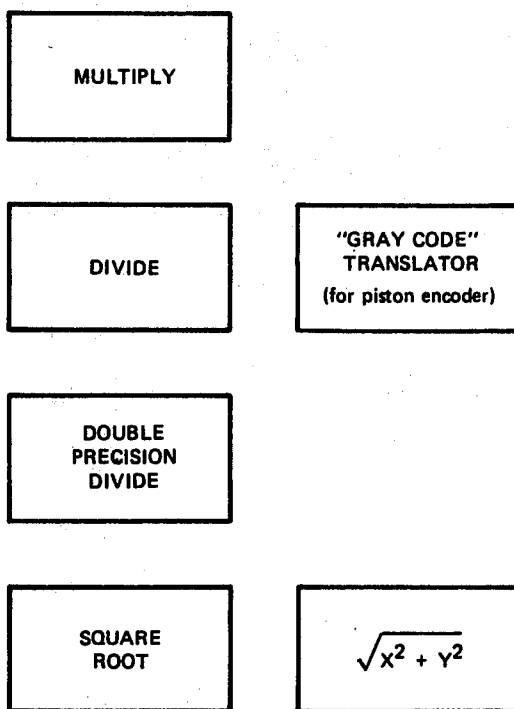 MULTIPLY
DIVIDE
"GRAY CODE"
TRANSLATOR
(for piston encoder)
DOUBLE
PRECISION
DIVIDE
SQUARE
ROOT
√X² + Y²